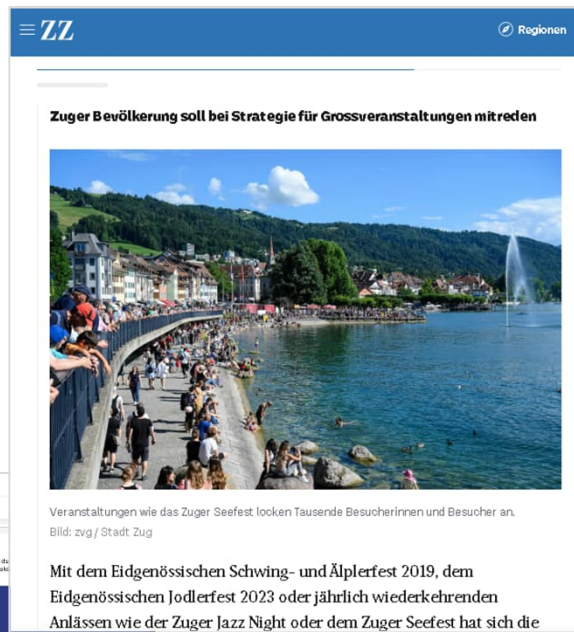 ZZ
Regionen
Zuger Bevölkerung soll bei Strategie für Grossveranstaltungen mitreden
Veranstaltungen wie das Zuger Seefest locken Tausende Besucherinnen und Besucher an.
Bild: zvg / Stadt Zug
Mit dem Eidgenössischen Schwing- und Älplerfest 2019, dem
Eidgenössischen Jodlerfest 2023 oder jährlich wiederkehrenden
Anlässen wie der Zuger Jazz Night oder dem Zuger Seefest hat sich die